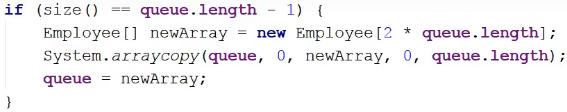 if (size() == queue.length - 1) {
    Employee[] newArray = new Employee[2 * queue.length];
    System.arraycopy(queue, 0, newArray, 0, queue.length);
    queue = newArray;
}